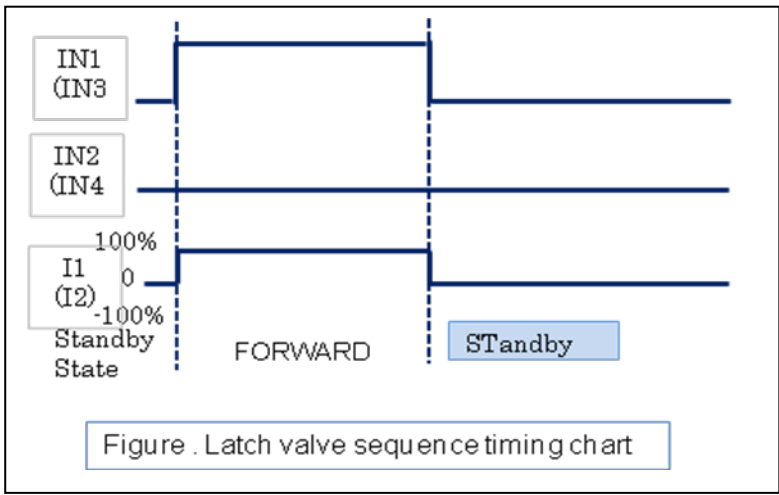 IN1
(IN3
IN2
(IN4
100%
I1
0
(I2)
-100%
Standby
State
FORWARD
STandby
Figure . Latch valve sequence timing chart